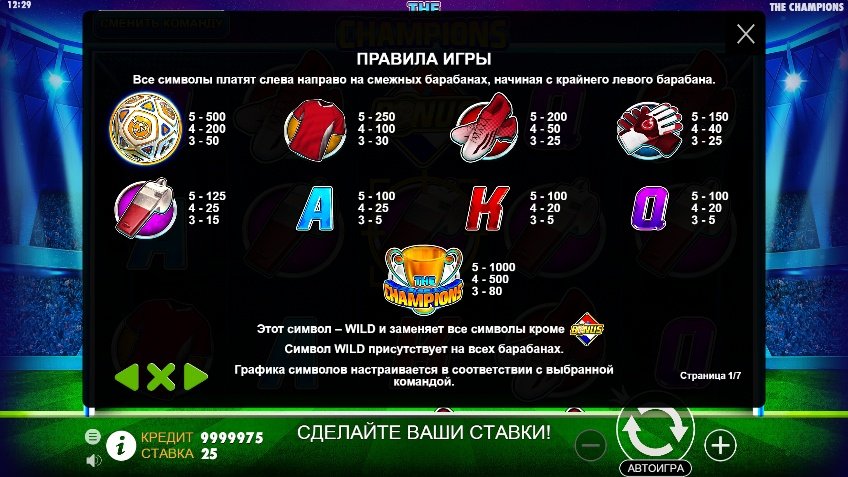 12:29
THE CHAMPIONS
THE
СМЕНИТЬ КОМАНДУ
CHAMPIONS
ПРАВИЛА ИГРЫ
Все символы платят слева направо на смежных барабанах, начиная с крайнего левого барабана.
5 - 500
4 - 200
3 - 50
5 - 250
4 - 100
3 - 30
5 - 200
4 - 50
3 - 25
5 - 150
4 - 40
3 - 25
5 - 125
4 - 25
3 - 15
A
5 - 100
4 - 25
3 - 5
K
5 - 100
4 - 20
3 - 5
Q
5 - 100
4 - 20
3 - 5
THE
CHAMPIONS
5 - 1000
4 - 500
3 - 80
Этот символ – WILD и заменяет все символы кроме BONUS
Символ WILD присутствует на всех барабанах.
Графика символов настраивается в соответствии с выбранной
командой.
Страница 1/7
КРЕДИТ 9999975
СТАВКА 25
СДЕЛАЙТЕ ВАШИ СТАВКИ!
АВТОИГРА